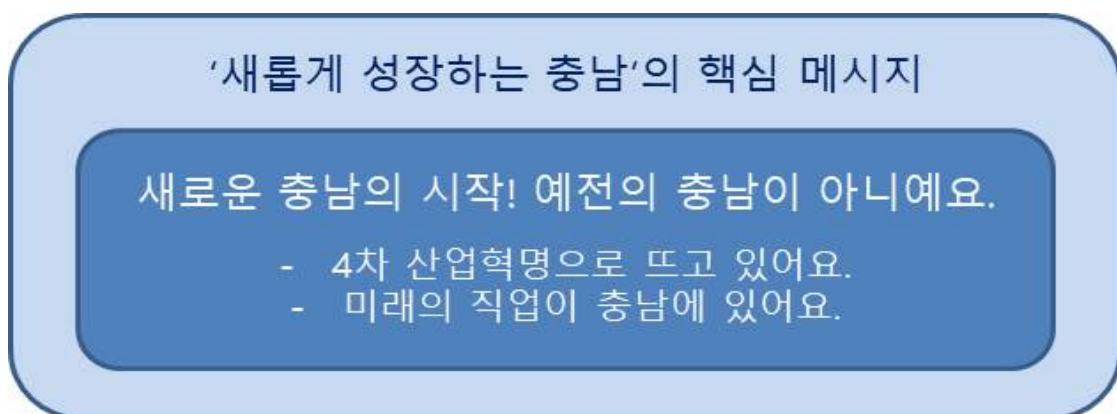 ‘새롭게 성장하는 충남‘의 핵심 메시지
새로운 충남의 시작! 예전의 충남이 아니예요.
- 4차 산업혁명으로 뜨고 있어요.
- 미래의 직업이 충남에 있어요.